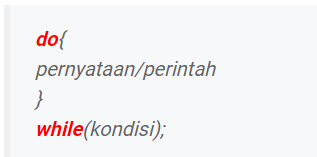 do{
pernyataan/perintah
}
while(kondisi);